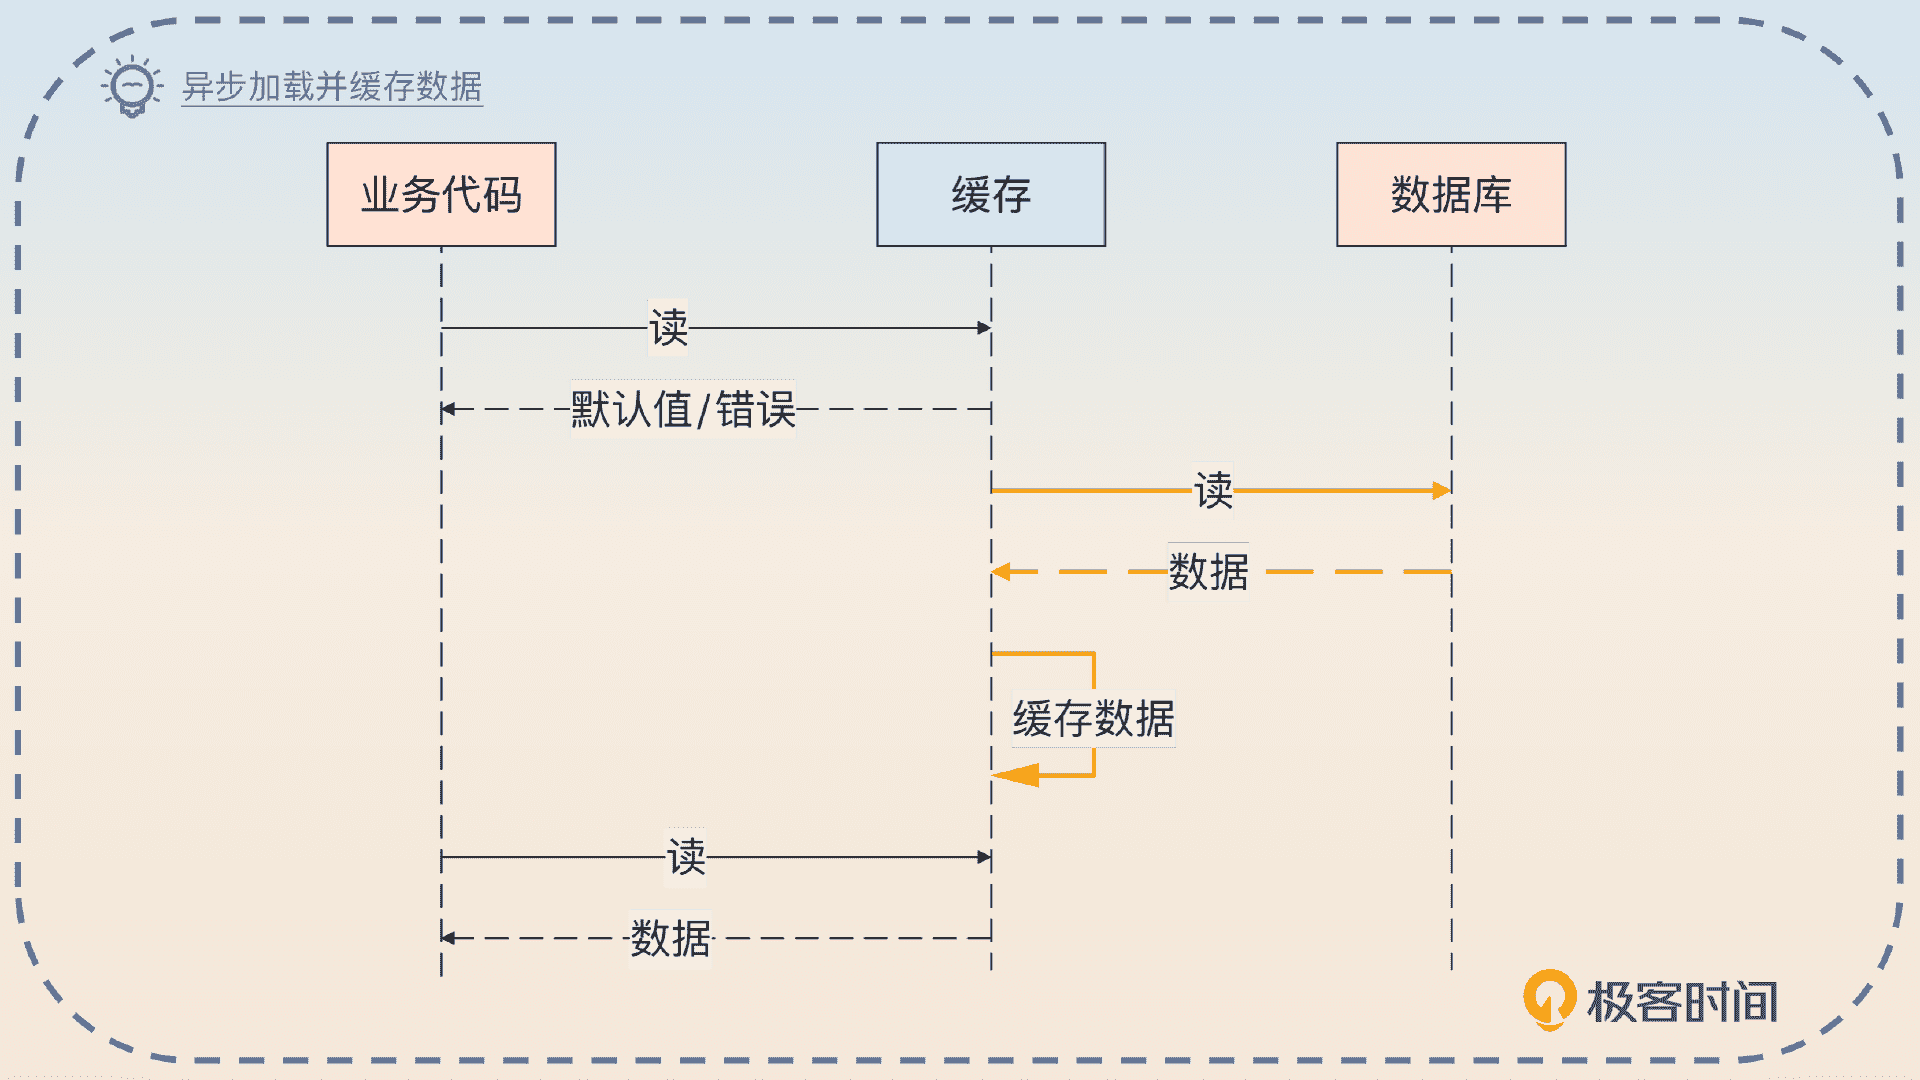 异步加载并缓存数据
业务代码
缓存
数据库
读
默认值/错误
读
数据
缓存数据
读
数据
极客时间